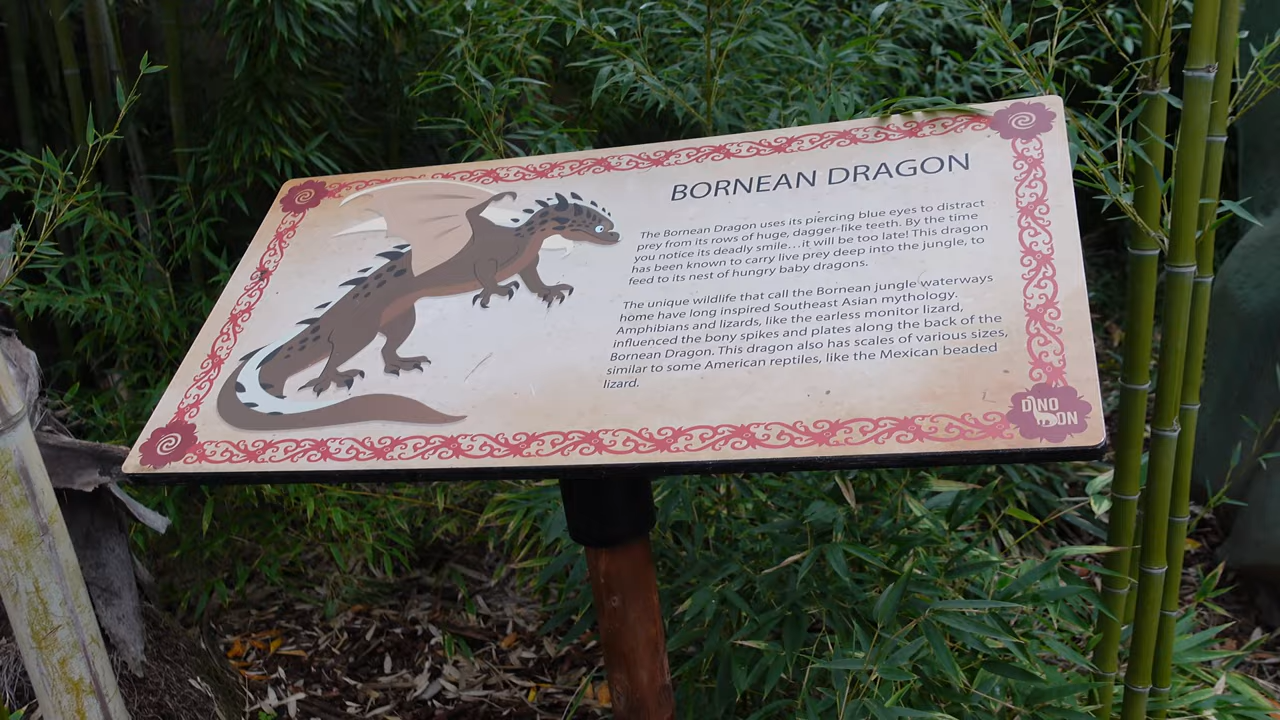 BORNEAN DRAGON
The Bornean Dragon uses its piercing blue eyes to distract
prey from its rows of huge, dagger-like teeth. By the time
you notice its deadly smile…it will be too late! This dragon
has been known to carry live prey deep into the jungle, to
feed to its nest of hungry baby dragons.
The unique wildlife that call the Bornean jungle waterways
home have long inspired Southeast Asian mythology.
Amphibians and lizards, like the earless monitor lizard,
influenced the bony spikes and plates along the back of the
Bornean Dragon. This dragon also has scales of various sizes,
similar to some American reptiles, like the Mexican beaded
lizard.
DINO
DON